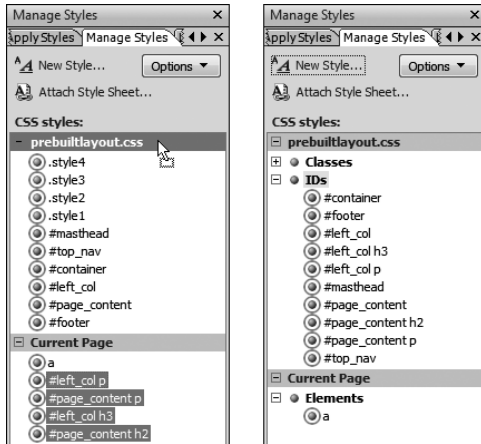 Manage Styles
Apply Styles Manage Styles
New Style... Options
Attach Style Sheet...
CSS styles:
prebuiltlayout.css
.style4
.style3
.style2
.style1
#masthead
#top_nav
#container
#left_col
#page_content
#footer
Current Page
a
#left_col p
#page_content p
#left_col h3
#page_content h2
Manage Styles
Apply Styles Manage Styles
New Style... Options
Attach Style Sheet...
CSS styles:
prebuiltlayout.css
Classes
IDs
#container
#footer
#left_col
#left_col h3
#left_col p
#masthead
#page_content
#page_content h2
#page_content p
#top_nav
Current Page
Elements
a